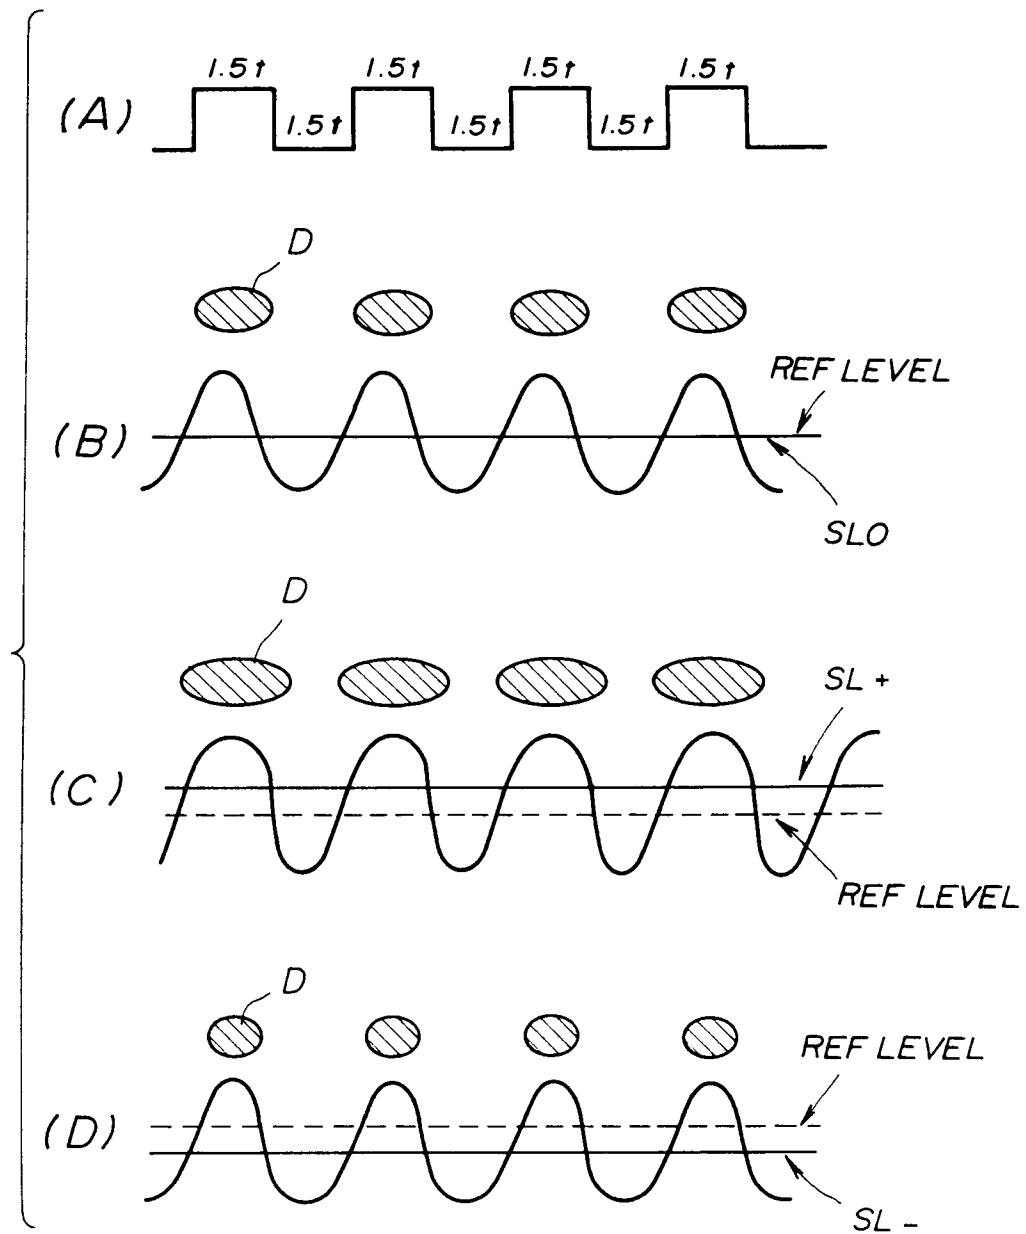 1.5t 1.5t 1.5t 1.5t
(A)
1.5t 1.5t 1.5t
D
REF LEVEL
(B)
SLO
D
SL +
(C)
REF LEVEL
D
REF LEVEL
(D)
SL -